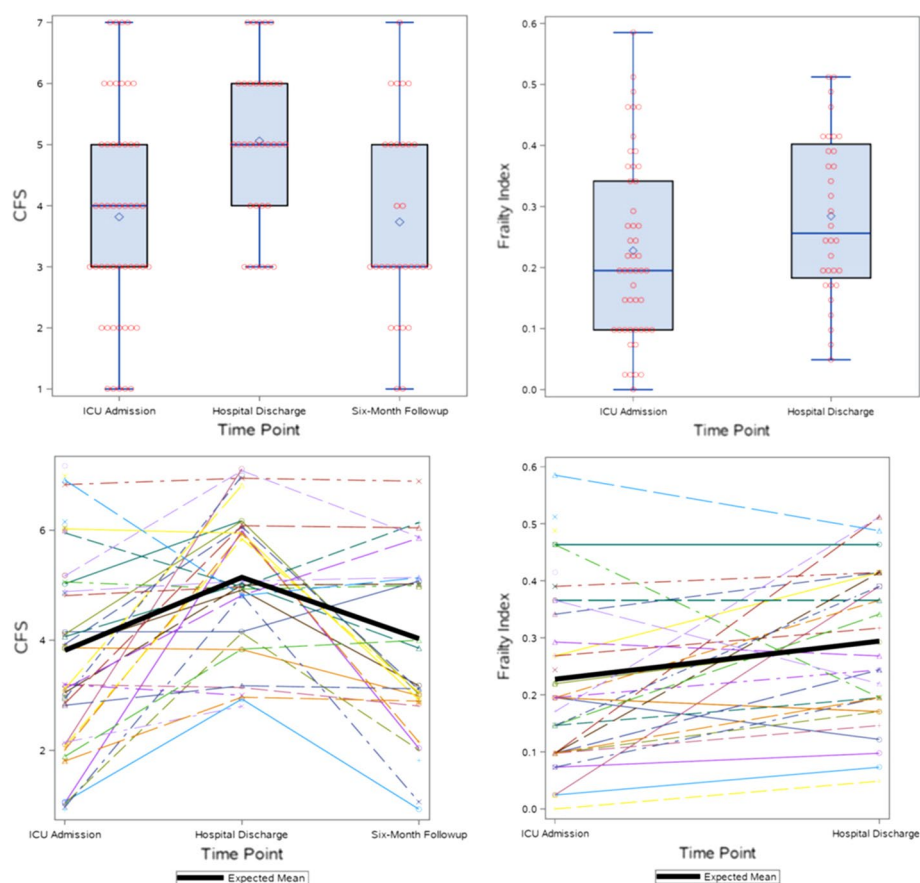 7
6
5
4
3
2
1
CFS
ICU Admission Hospital Discharge Six-Month Followup
Time Point
0.6
0.5
0.4
0.3
0.2
0.1
0.0
Frailty Index
ICU Admission Hospital Discharge
Time Point
6
4
2
CFS
ICU Admission Hospital Discharge Six-Month Followup
Time Point
Expected Mean
0.6
0.5
0.4
0.3
0.2
0.1
0.0
Frailty Index
ICU Admission Hospital Discharge
Time Point
Expected Mean